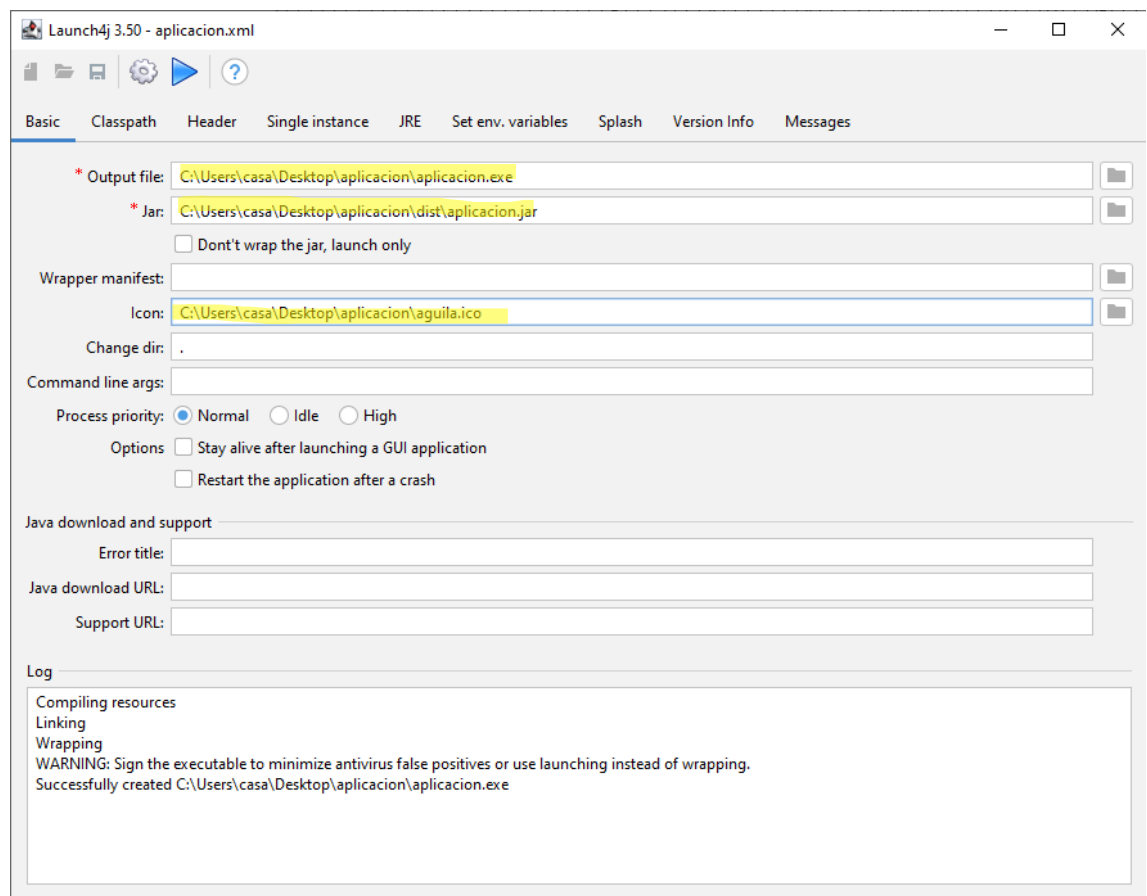 Launch4j 3.50 - aplicacion.xml
?
Basic Classpath Header Single instance JRE Set env. variables Splash Version Info Messages
* Output file: C:\Users\casa\Desktop\aplicacion\aplicacion.exe
* Jar: C:\Users\casa\Desktop\aplicacion\dist\aplicacion.jar
Dont't wrap the jar, launch only
Wrapper manifest:
Icon: C:\Users\casa\Desktop\aplicacion\aguila.ico
Change dir: .
Command line args:
Process priority: Normal Idle High
Options Stay alive after launching a GUI application
Restart the application after a crash
Java download and support
Error title:
Java download URL:
Support URL:
Log
Compiling resources
Linking
Wrapping
WARNING: Sign the executable to minimize antivirus false positives or use launching instead of wrapping.
Successfully created C:\Users\casa\Desktop\aplicacion\aplicacion.exe